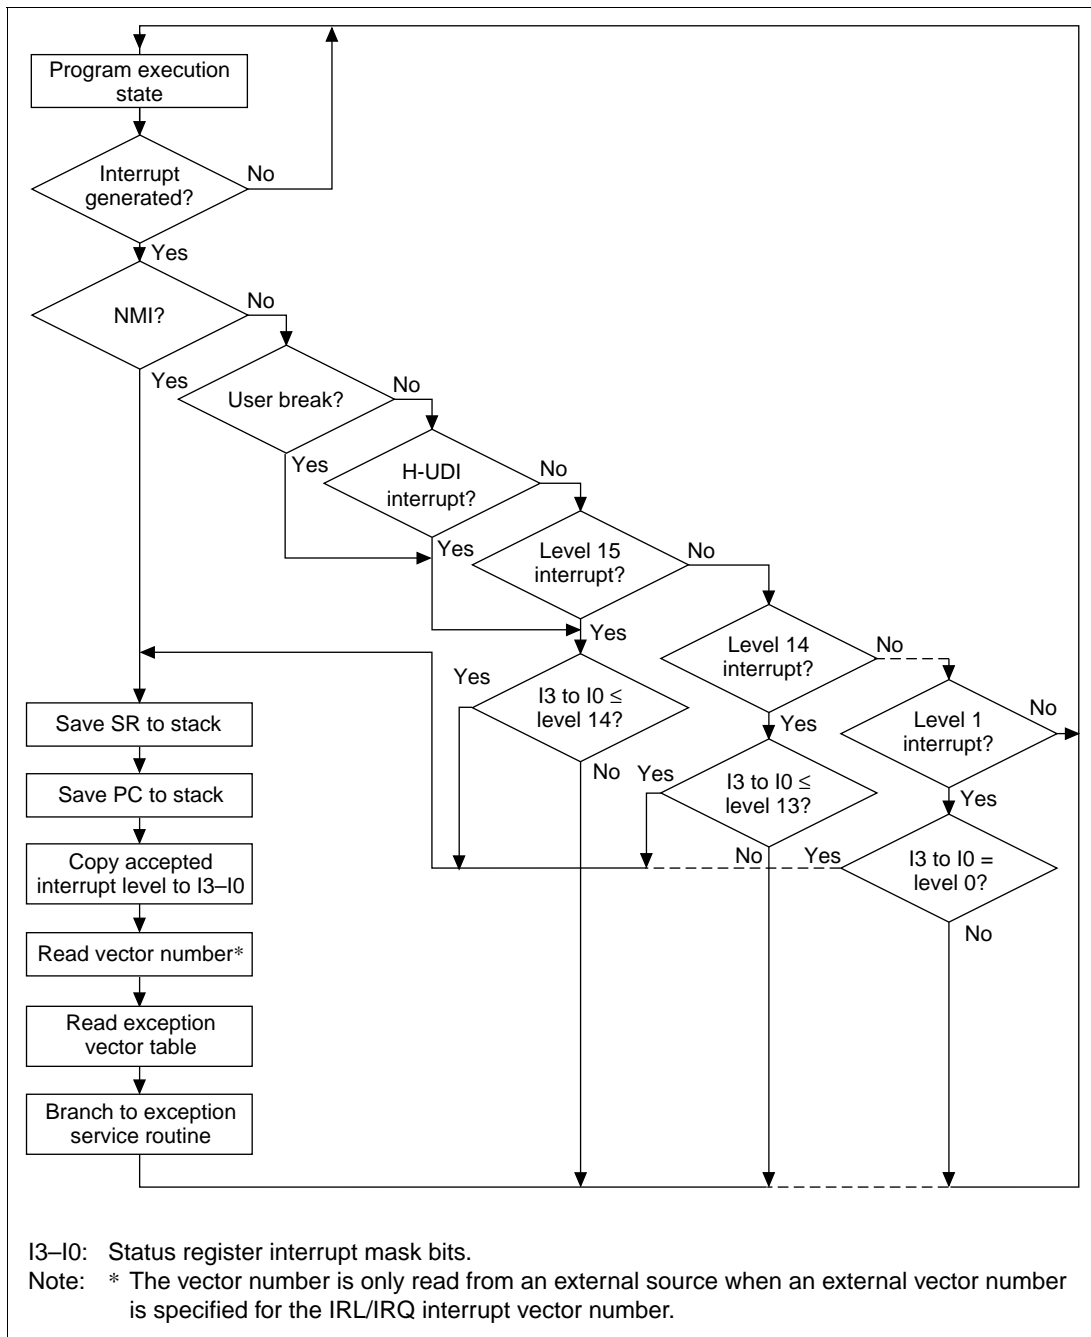 Program execution
state
Interrupt
generated?
No
Yes
NMI?
No
Yes
User break?
No
Yes
H-UDI
interrupt?
No
Yes
Level 15
interrupt?
No
Yes
Level 14
interrupt?
No
Yes
I3 to I0 ≤
level 14?
Yes
No
Level 1
interrupt?
No
Yes
I3 to I0 ≤
level 13?
Yes
No
I3 to I0 =
level 0?
Yes
No
Save SR to stack
Save PC to stack
Copy accepted
interrupt level to I3–I0
Read vector number*
Read exception
vector table
Branch to exception
service routine
I3–I0: Status register interrupt mask bits.
Note: * The vector number is only read from an external source when an external vector number
is specified for the IRL/IRQ interrupt vector number.